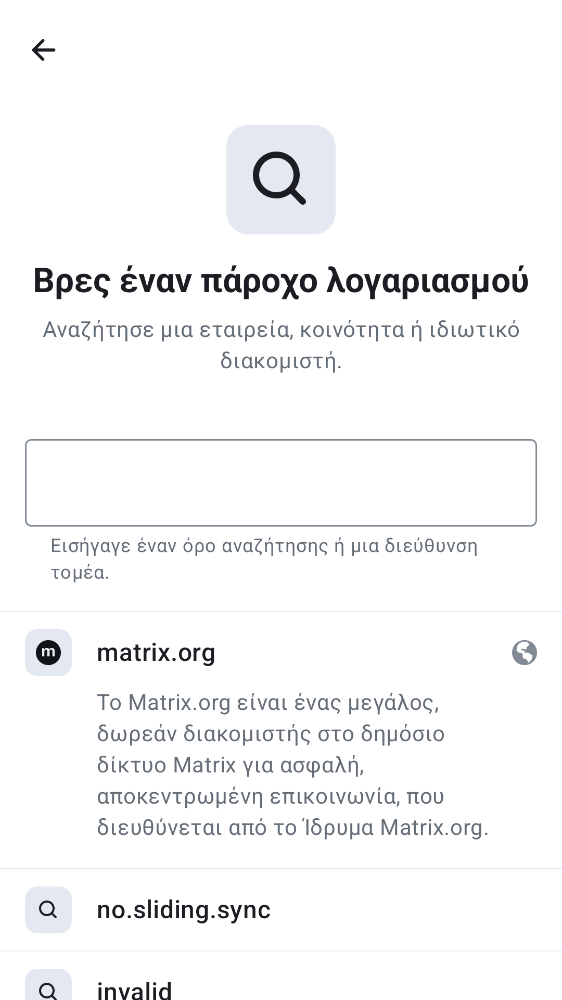 Βρες έναν πάροχο λογαριασμού
Αναζήτησε μια εταιρεία, κοινότητα ή ιδιωτικό
διακομιστή.
Εισήγαγε έναν όρο αναζήτησης ή μια διεύθυνση
τομέα.
m
matrix.org
Το Matrix.org είναι ένας μεγάλος,
δωρεάν διακομιστής στο δημόσιο
δίκτυο Matrix για ασφαλή,
αποκεντρωμένη επικοινωνία, που
διευθύνεται από το Ίδρυμα Matrix.org.
no.sliding.sync
invalid